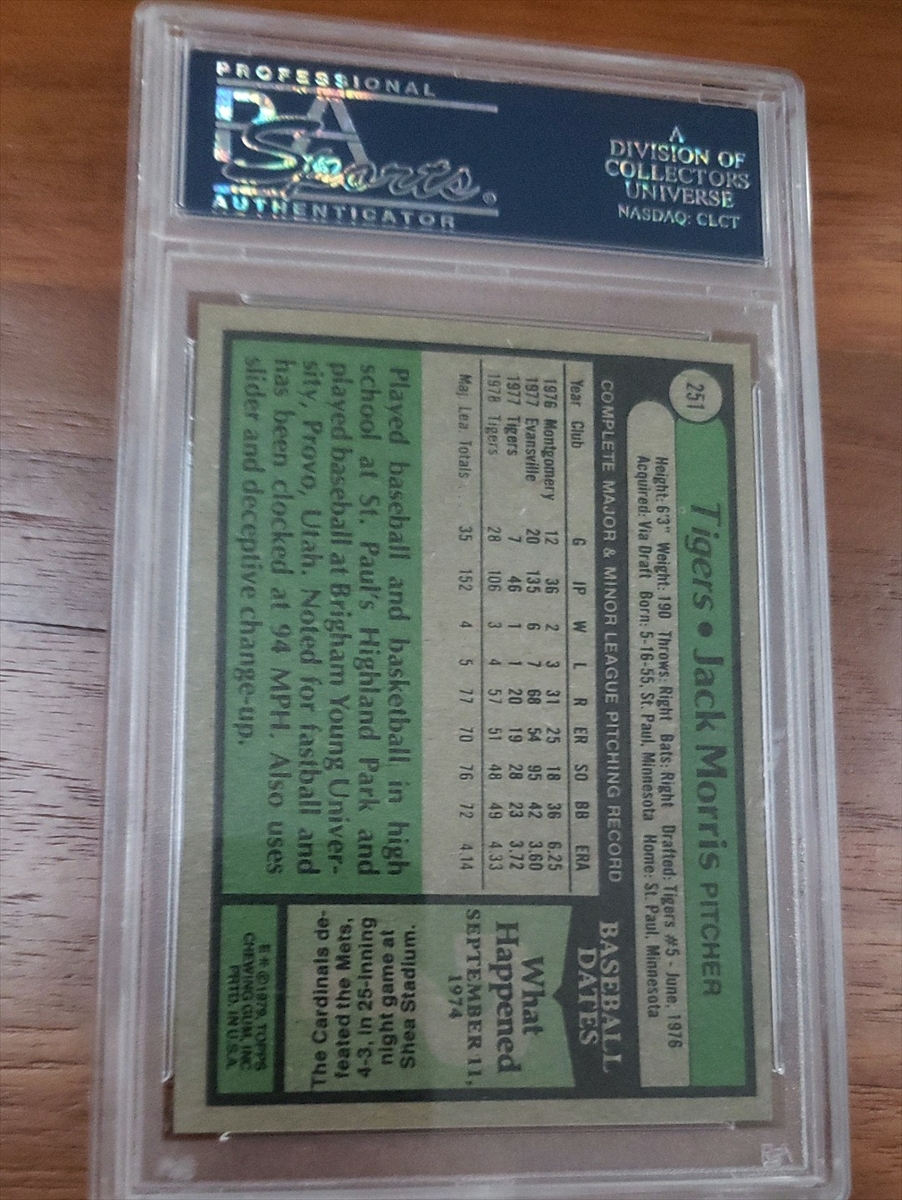 PROFESSIONAL
PSA
Sports®
AUTHENTICATOR
A
DIVISION OF
COLLECTORS
UNIVERSE
NASDAQ: CLCT
251
Tigers • Jack Morris PITCHER
Height: 6'3" Weight: 190 Throws: Right Bats: Right Drafted: Tigers #5 - June, 1976
Acquired: Via Draft Born: 5-16-55, St. Paul, Minnesota Home: St. Paul, Minnesota
COMPLETE MAJOR & MINOR LEAGUE PITCHING RECORD
Year Club G IP W L R ER SO BB ERA
1976 Montgomery 12 36 2 3 31 25 18 36 6.25
1977 Evansville 20 135 6 7 68 54 95 42 3.60
1977 Tigers 7 46 1 1 20 19 28 23 3.72
1978 Tigers 28 106 3 4 57 51 48 49 4.33
Maj. Lea. Totals 35 152 4 5 77 70 76 72 4.14
Played baseball and basketball in high
school at St. Paul's Highland Park and
played baseball at Brigham Young Univer-
sity, Provo, Utah. Noted for fastball and
has been clocked at 94 MPH. Also uses
slider and deceptive change-up.
BASEBALL
DATES
What
Happened
SEPTEMBER 11,
1974
The Cardinals de-
feated the Mets,
4-3, in 25-inning
night game at
Shea Stadium.
E* © 1979, TOPPS
CHEWING GUM, INC.
PRTD. IN U.S.A.